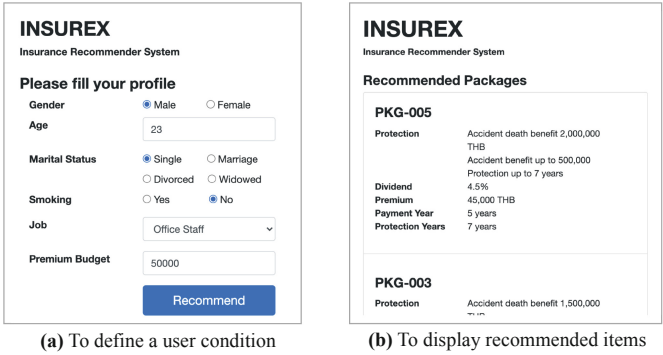 INSUREX
Insurance Recommender System
Please fill your profile
Gender Male Female
Age 23
Marital Status Single Marriage
Divorced Widowed
Smoking Yes No
Job Office Staff
Premium Budget 50000
Recommend
(a) To define a user condition
INSUREX
Insurance Recommender System
Recommended Packages
PKG-005
Protection Accident death benefit 2,000,000
THB
Accident benefit up to 500,000
Protection up to 7 years
Dividend 4.5%
Premium 45,000 THB
Payment Year 5 years
Protection Years 7 years
PKG-003
Protection Accident death benefit 1,500,000
THB
(b) To display recommended items